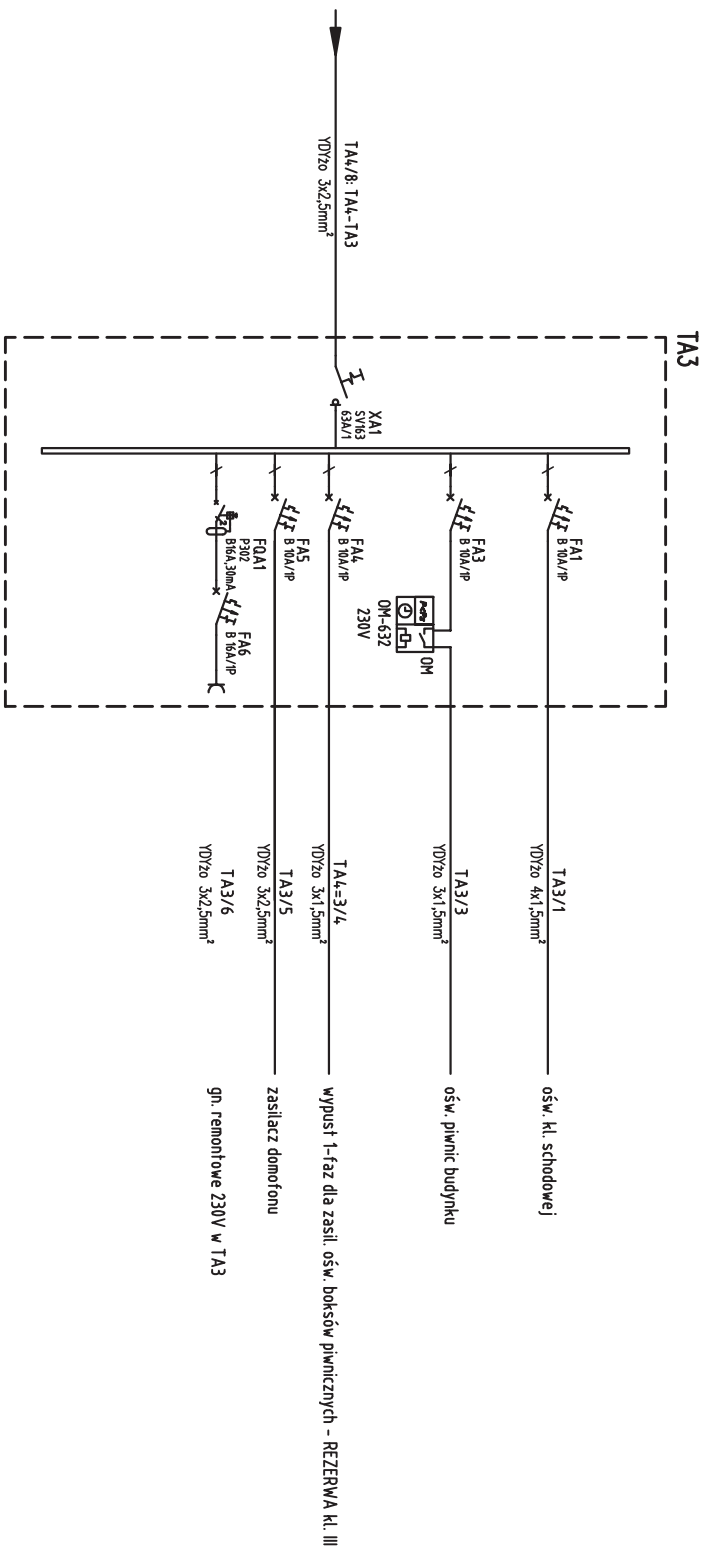 TA3
TA4/8: TA4-TA3
YDYżo 3x2,5mm²
XA1
SV163
63A/1
FA1
B 10A/1P
TA3/1
YDYżo 4x1,5mm²
ośw. kl. schodowej
FA3
B 10A/1P
OM
OM-632
230V
TA3/3
YDYżo 3x1,5mm²
ośw. piwnic budynku
FA4
B 10A/1P
TA4=3/4
YDYżo 3x1,5mm²
wypust 1-faz dla zasil. ośw. boksów piwnicznych - REZERWA kl. III
FA5
B 10A/1P
TA3/5
YDYżo 3x2,5mm²
zasilacz domofonu
FQA1
P302
B16A,30mA
FA6
B 16A/1P
TA3/6
YDYżo 3x2,5mm²
gn. remontowe 230V w TA3